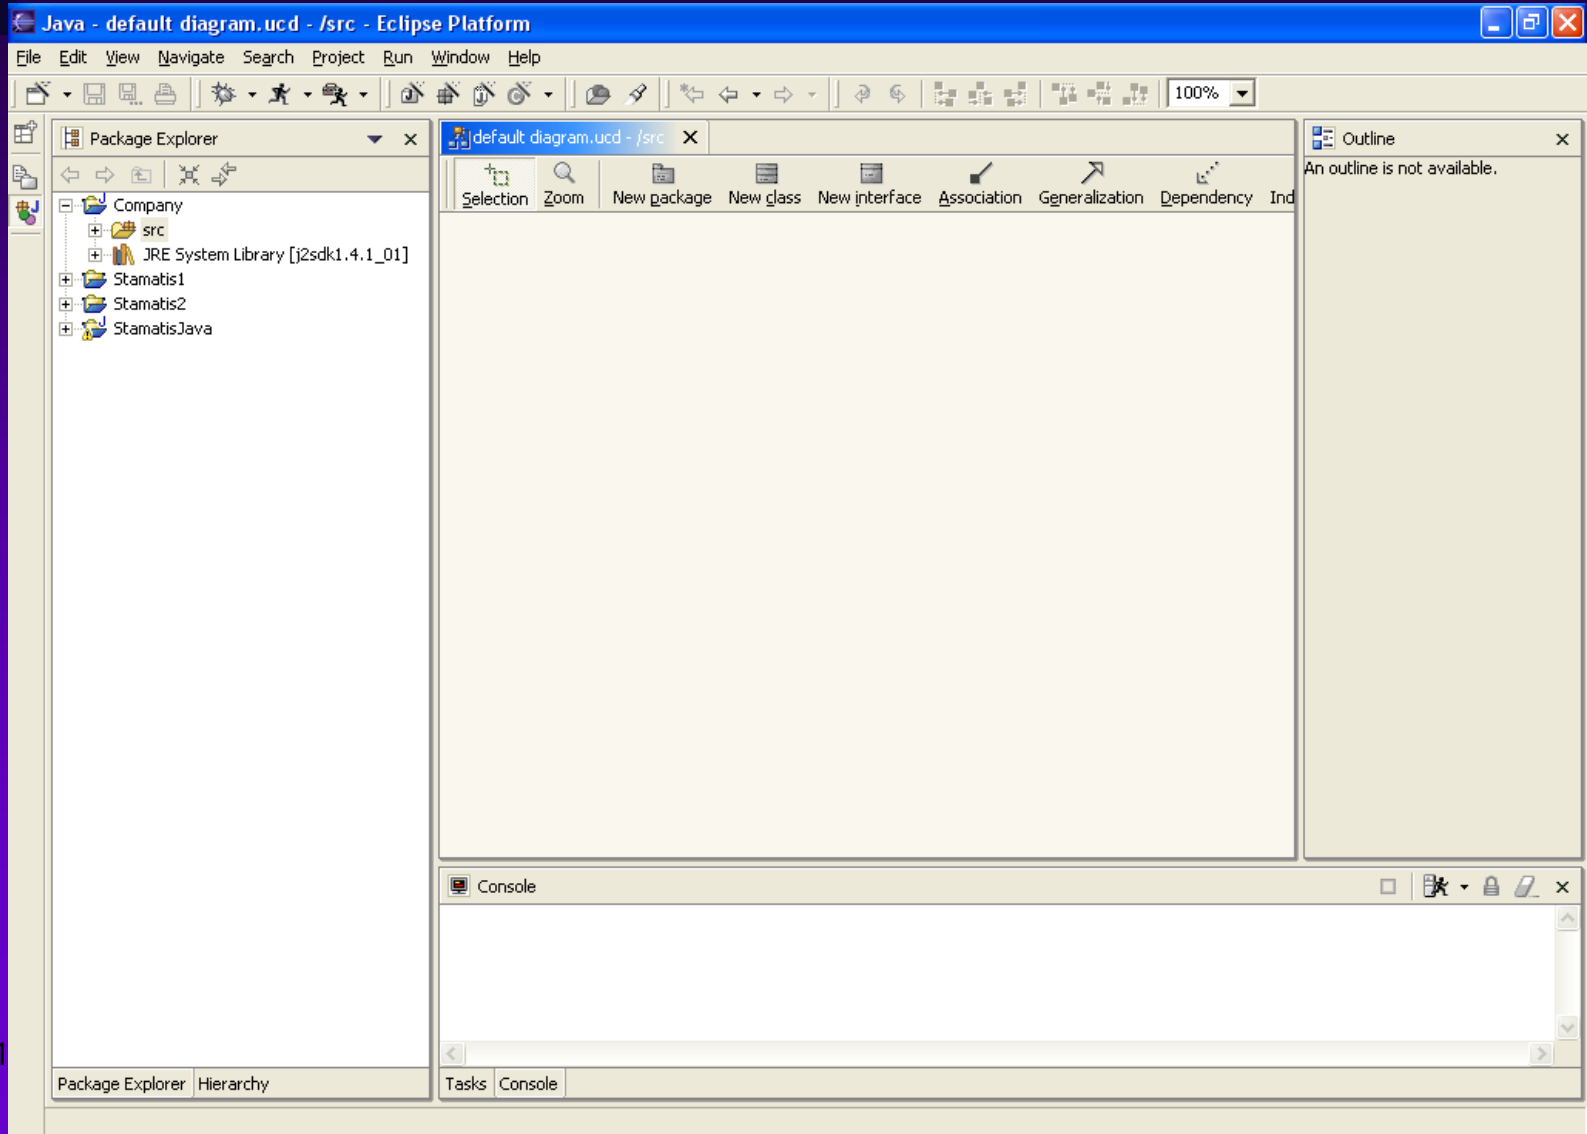 Java - default diagram.ucd - /src - Eclipse Platform
File Edit View Navigate Search Project Run Window Help
100%
Package Explorer
default diagram.ucd - /src
Outline
Selection Zoom New package New class New interface Association Generalization Dependency Ind
An outline is not available.
Company
src
JRE System Library [j2sdk1.4.1_01]
Stamatis1
Stamatis2
StamatisJava
Console
Package Explorer Hierarchy
Tasks Console